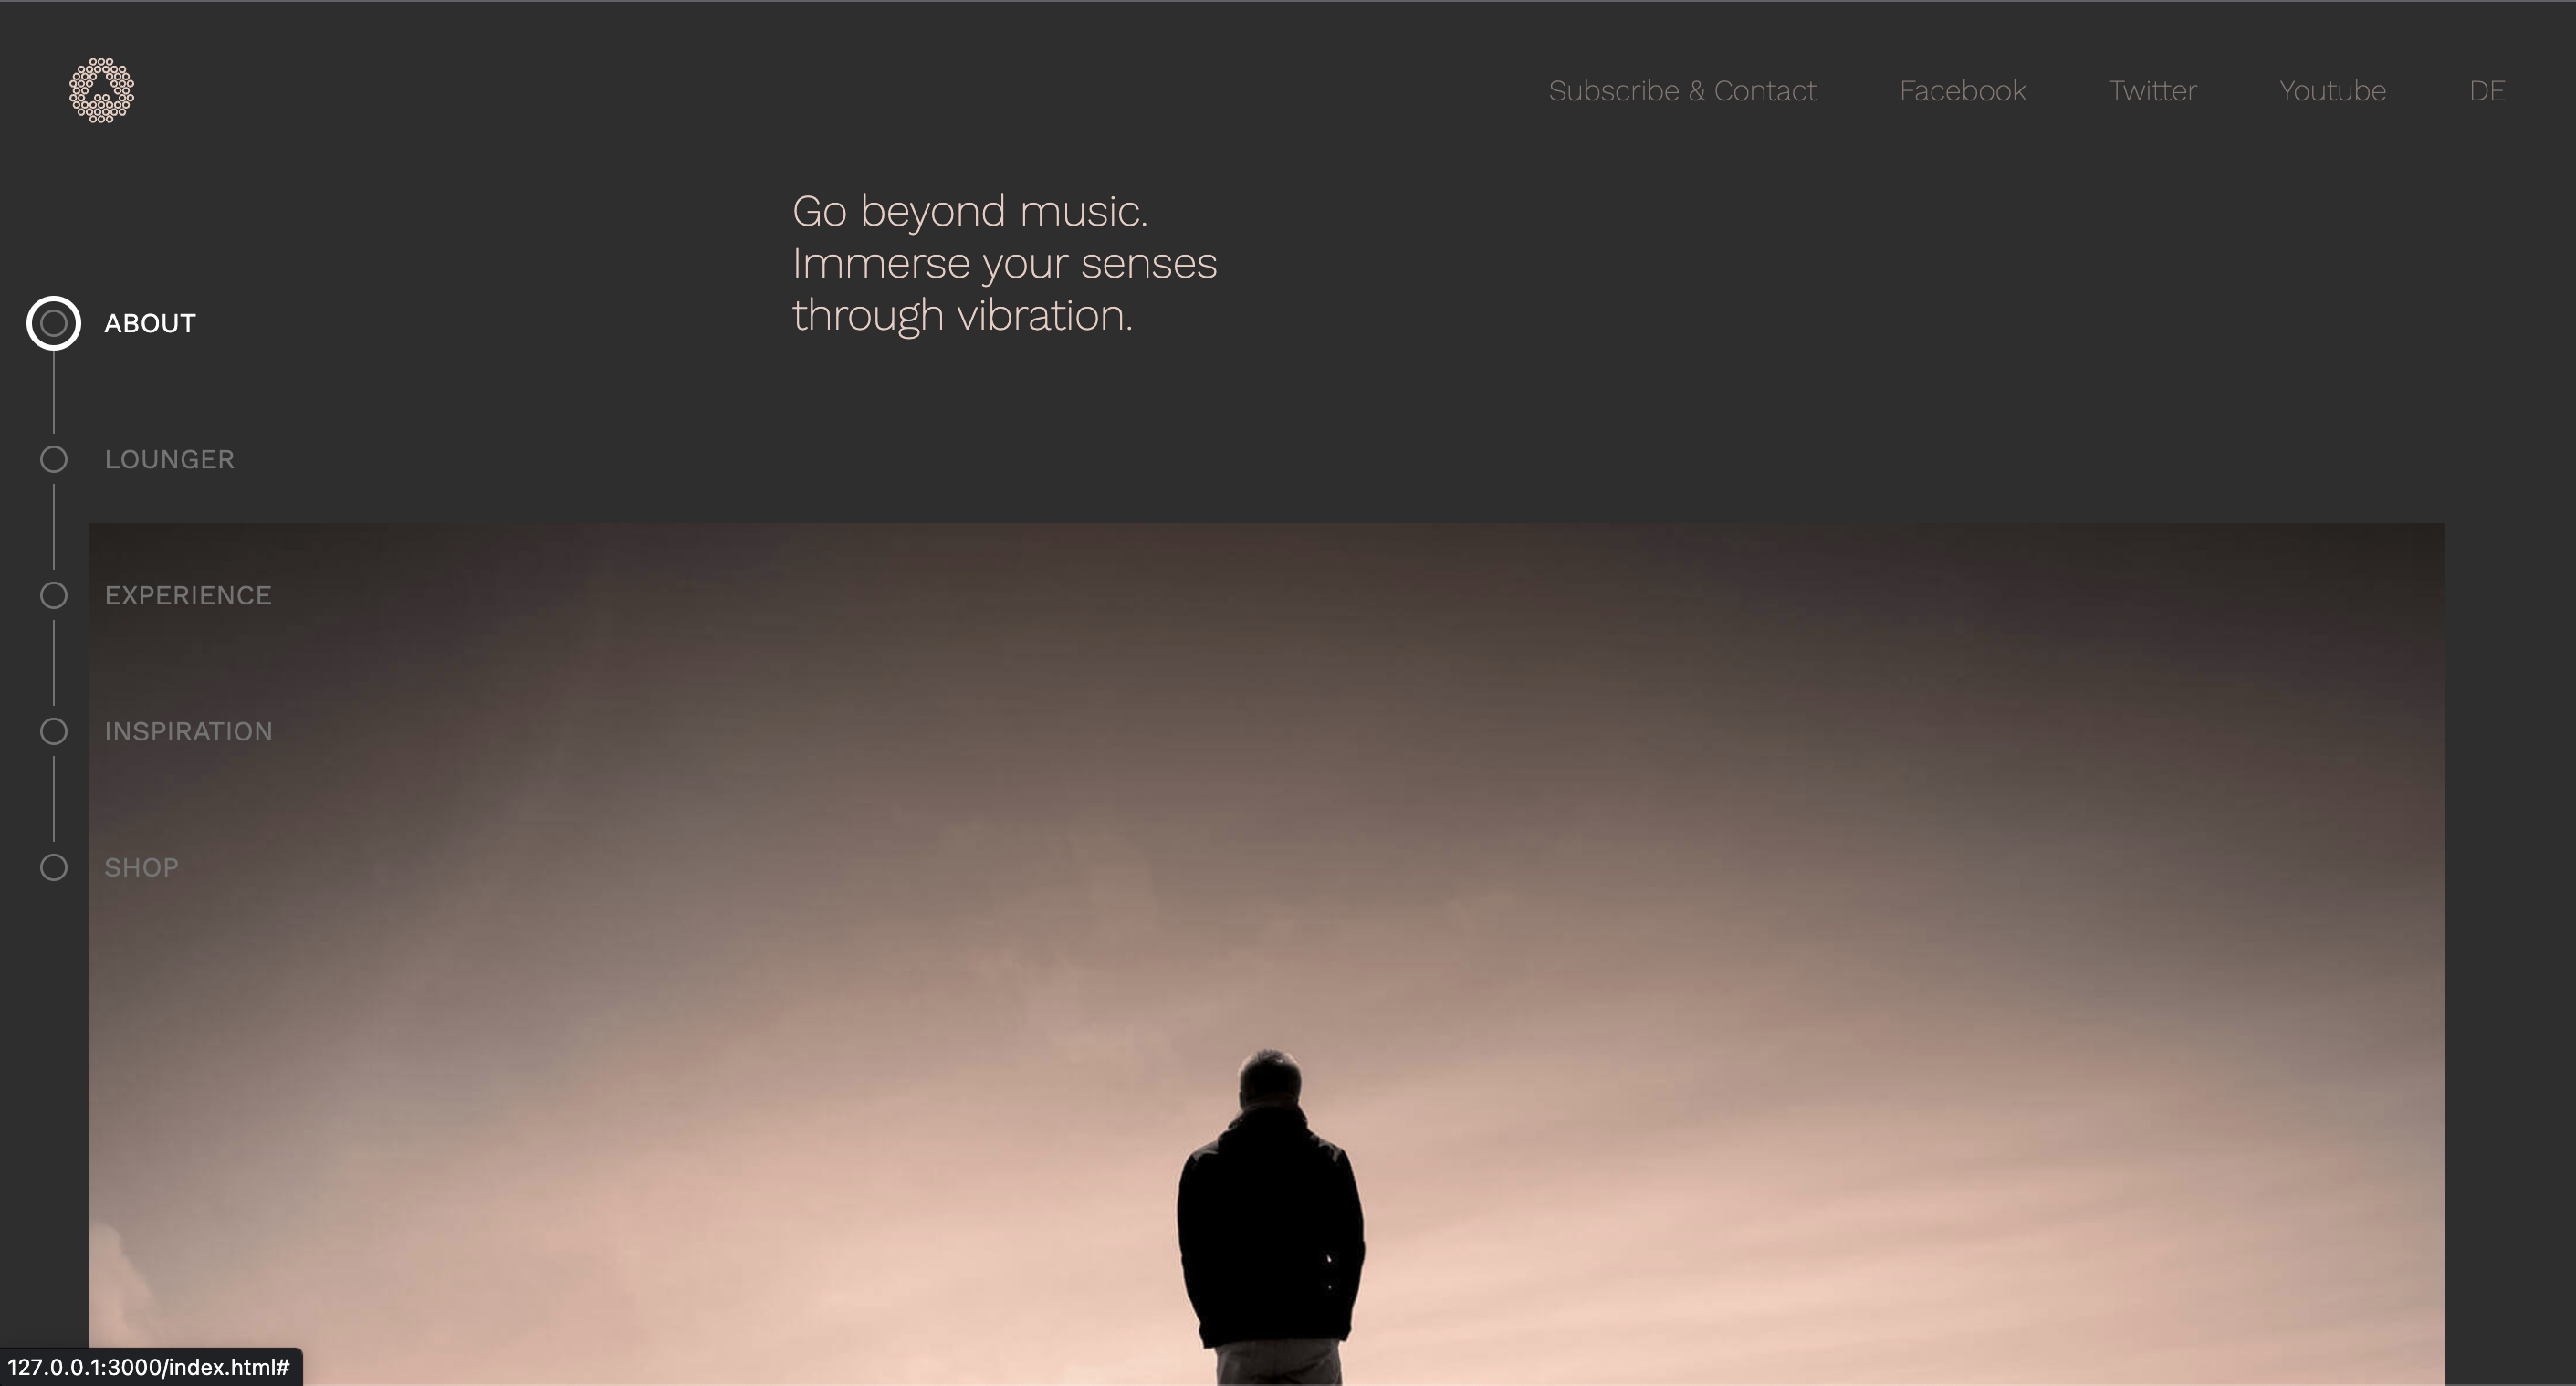 Subscribe & Contact Facebook Twitter Youtube DE
Go beyond music.
Immerse your senses
through vibration.
ABOUT
LOUNGER
EXPERIENCE
INSPIRATION
SHOP
127.0.0.1:3000/index.html#